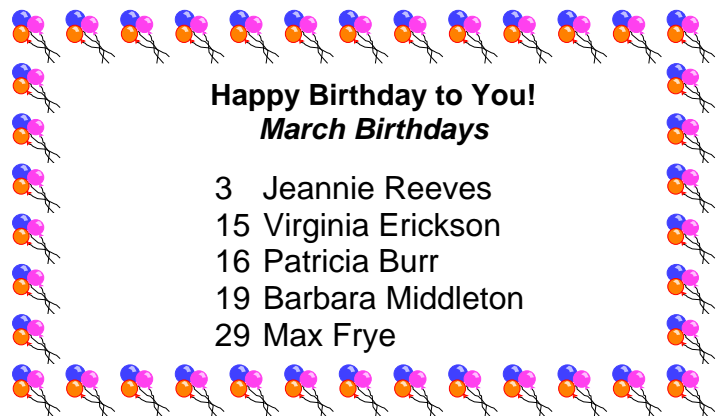 Happy Birthday to You!
March Birthdays
3 Jeannie Reeves
15 Virginia Erickson
16 Patricia Burr
19 Barbara Middleton
29 Max Frye